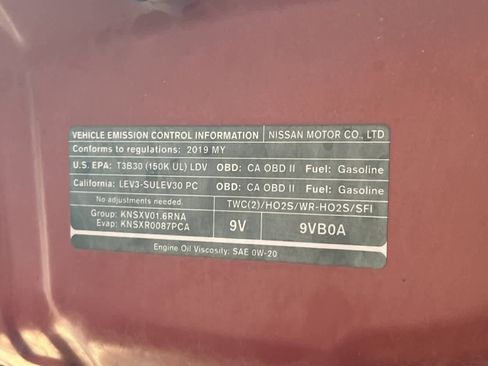 VEHICLE EMISSION CONTROL INFORMATION NISSAN MOTOR CO., LTD
Conforms to regulations: 2019 MY
U.S. EPA: T3B30 (150K UL) LDV OBD: CA OBD II Fuel: Gasoline
California: LEV3-SULEV30 PC OBD: CA OBD II Fuel: Gasoline
No adjustments needed. TWC(2)/HO2S/WR-HO2S/SFI
Group: KNSXV01.6RNA
Evap: KNSXR0087PCA
9V 9VB0A
Engine Oil Viscosity: SAE 0W-20